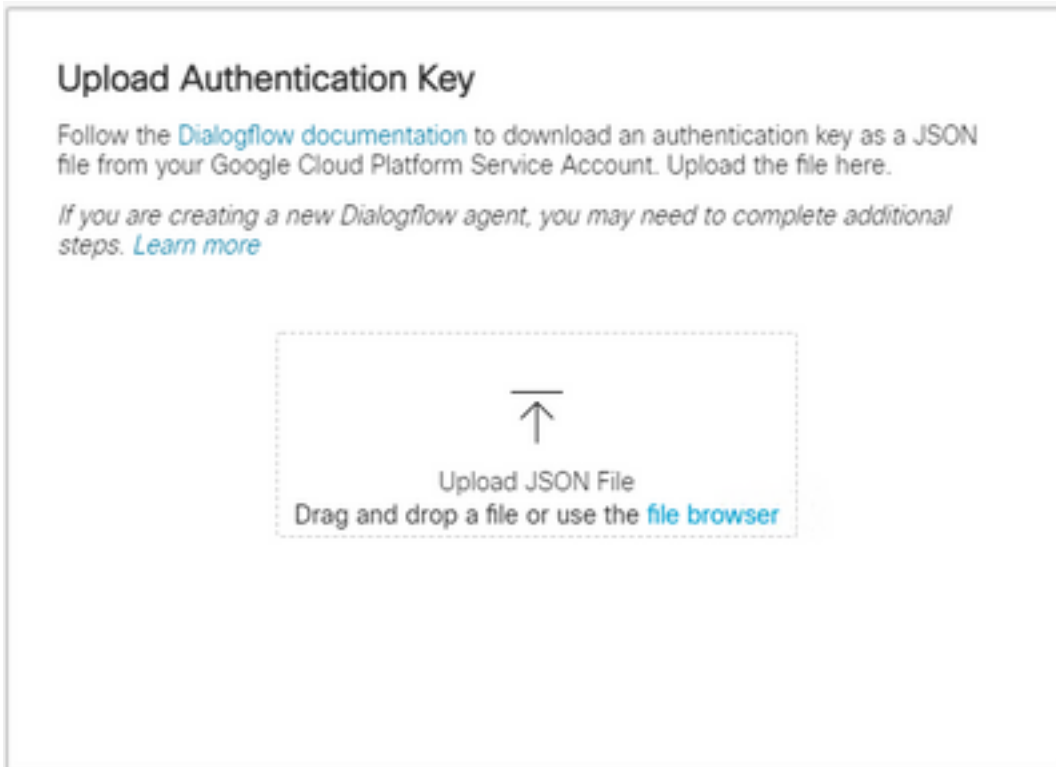 Upload Authentication Key
Follow the Dialogflow documentation to download an authentication key as a JSON
file from your Google Cloud Platform Service Account. Upload the file here.
If you are creating a new Dialogflow agent, you may need to complete additional
steps. Learn more
Upload JSON File
Drag and drop a file or use the file browser